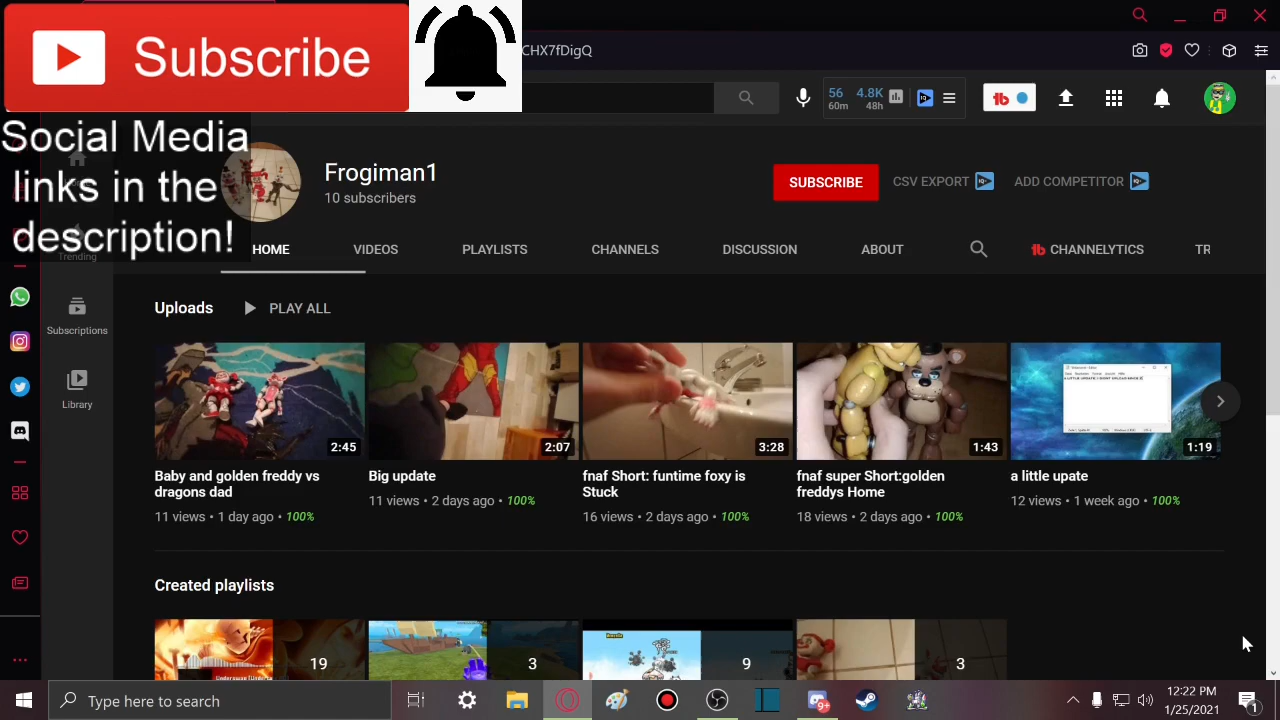 Subscribe
CHX7fDigQ
Social Media
links in the
description!
56
60m
4.8K
48h
Frogiman1
10 subscribers
SUBSCRIBE
CSV EXPORT
ADD COMPETITOR
HOME
VIDEOS
PLAYLISTS
CHANNELS
DISCUSSION
ABOUT
CHANNELYTICS
TR
Trending
Subscriptions
Library
Uploads
PLAY ALL
2:45
2:07
3:28
1:43
1:19
Baby and golden freddy vs
dragons dad
11 views • 1 day ago • 100%
Big update
11 views • 2 days ago • 100%
fnaf Short: funtime foxy is
Stuck
16 views • 2 days ago • 100%
fnaf super Short:golden
freddys Home
18 views • 2 days ago • 100%
a little upate
12 views • 1 week ago • 100%
Created playlists
19
3
9
3
Type here to search
9+
12:22 PM
1/25/2021
1